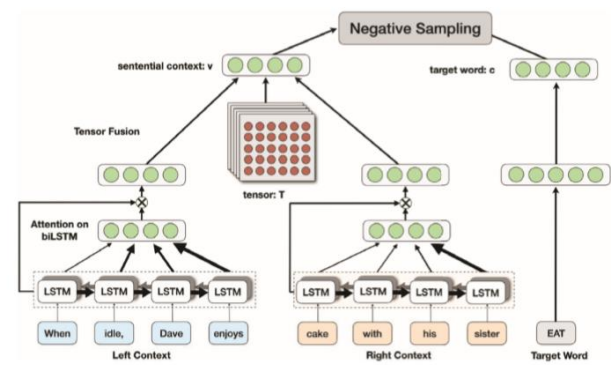 Negative Sampling
sentential context: v
target word: c
Tensor Fusion
tensor: T
Attention on
biLSTM
LSTM LSTM LSTM LSTM LSTM LSTM LSTM LSTM
When idle, Dave enjoys cake with his sister EAT
Left Context Right Context Target Word